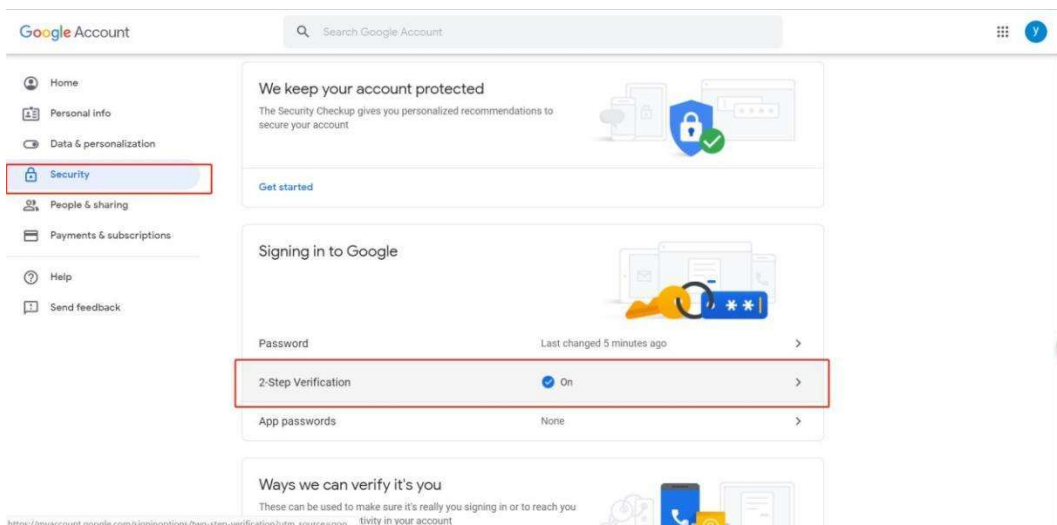 Google Account
Search Google Account
y
Home
Personal info
Data & personalization
Security
People & sharing
Payments & subscriptions
Help
Send feedback
We keep your account protected
The Security Checkup gives you personalized recommendations to
secure your account
Get started
Signing in to Google
**
Password Last changed 5 minutes ago
2-Step Verification On
App passwords None
Ways we can verify it's you
These can be used to make sure it's really you signing in or to reach you
tivity in your account